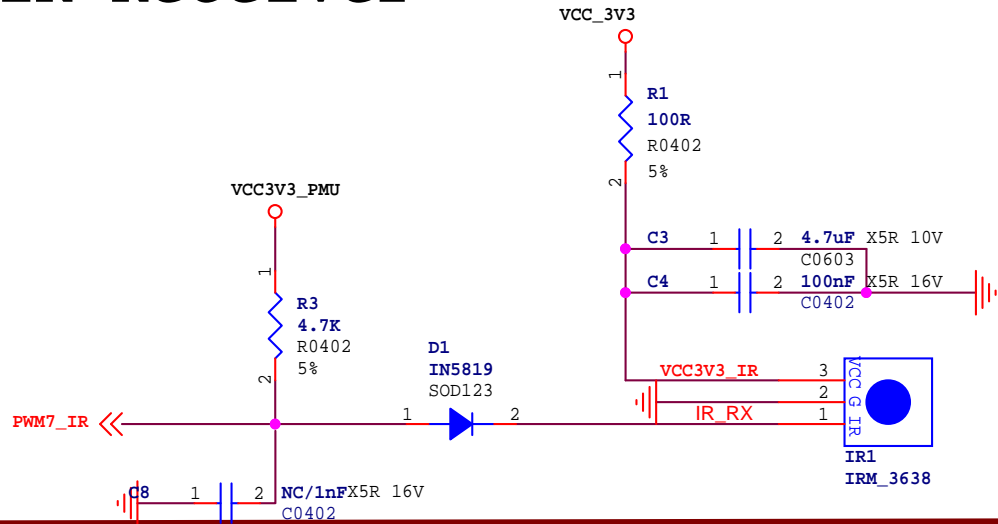 VCC_3V3
1
R1
100R
R0402
5%
2
VCC3V3_PMU
1
R3
4.7K
R0402
5%
2
C3 1 2 4.7uF X5R 10V
C0603
C4 1 2 100nF X5R 16V
C0402
D1
IN5819
SOD123
1 2
PWM7_IR
VCC3V3_IR 3 VCC
2 G
IR_RX 1 IR
IR1
IRM_3638
C8 1 2 NC/1nF X5R 16V
C0402